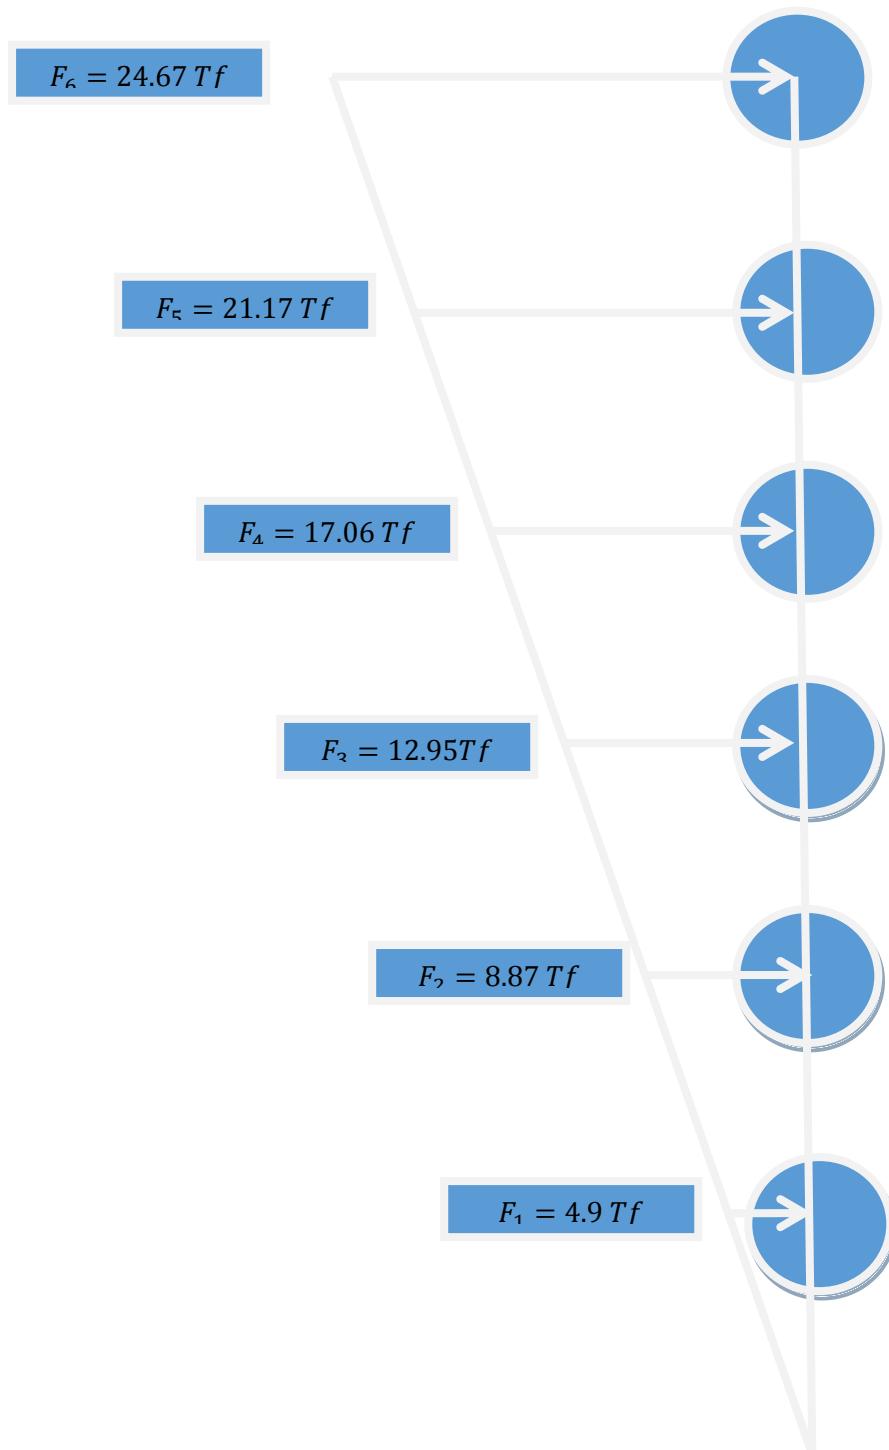 F₆ = 24.67 Tf
F₅ = 21.17 Tf
F₄ = 17.06 Tf
F₃ = 12.95Tf
F₂ = 8.87 Tf
F₁ = 4.9 Tf